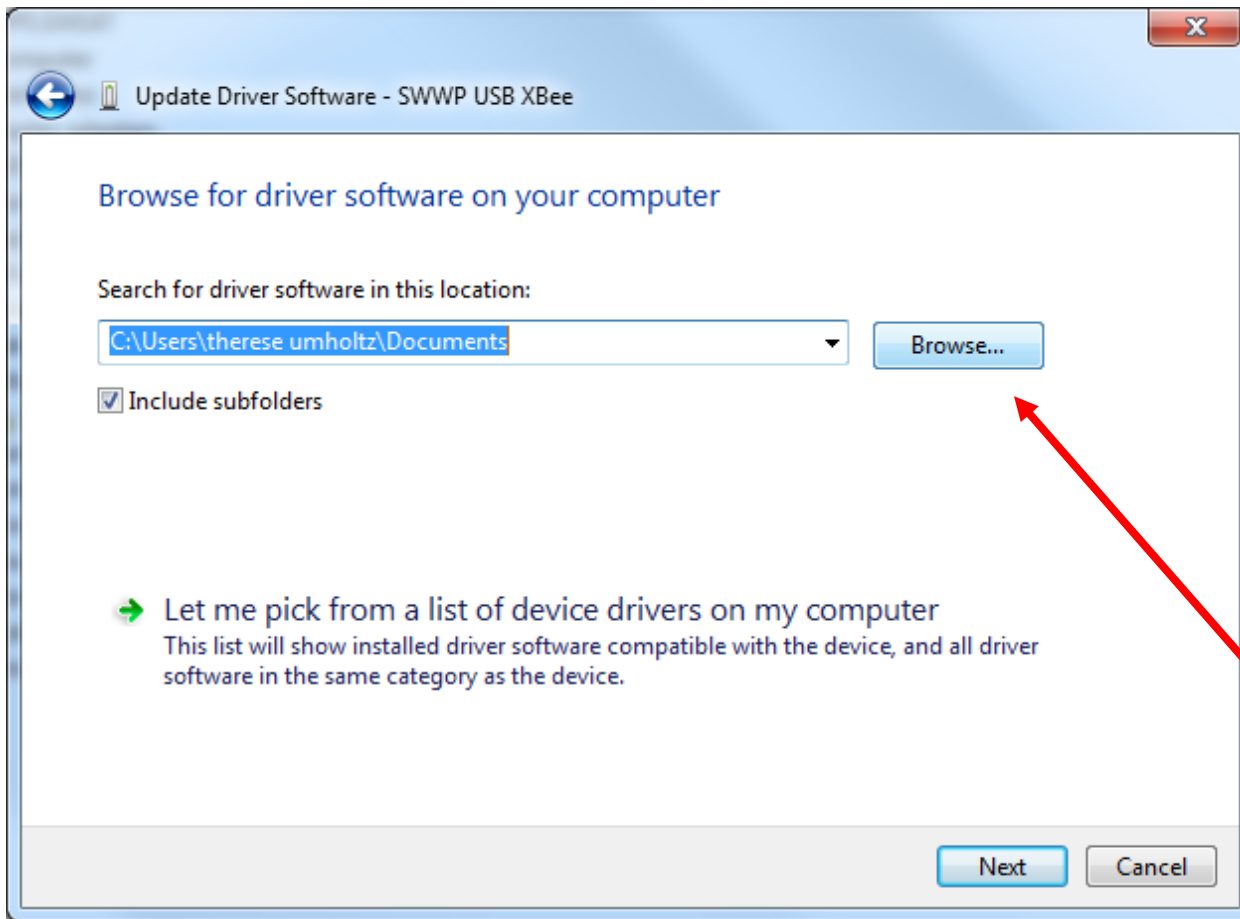 Update Driver Software - SWWP USB XBee
Browse for driver software on your computer
Search for driver software in this location:
C:\Users\therese umholtz\Documents
Browse...
Include subfolders
Let me pick from a list of device drivers on my computer
This list will show installed driver software compatible with the device, and all driver
software in the same category as the device.
Next
Cancel